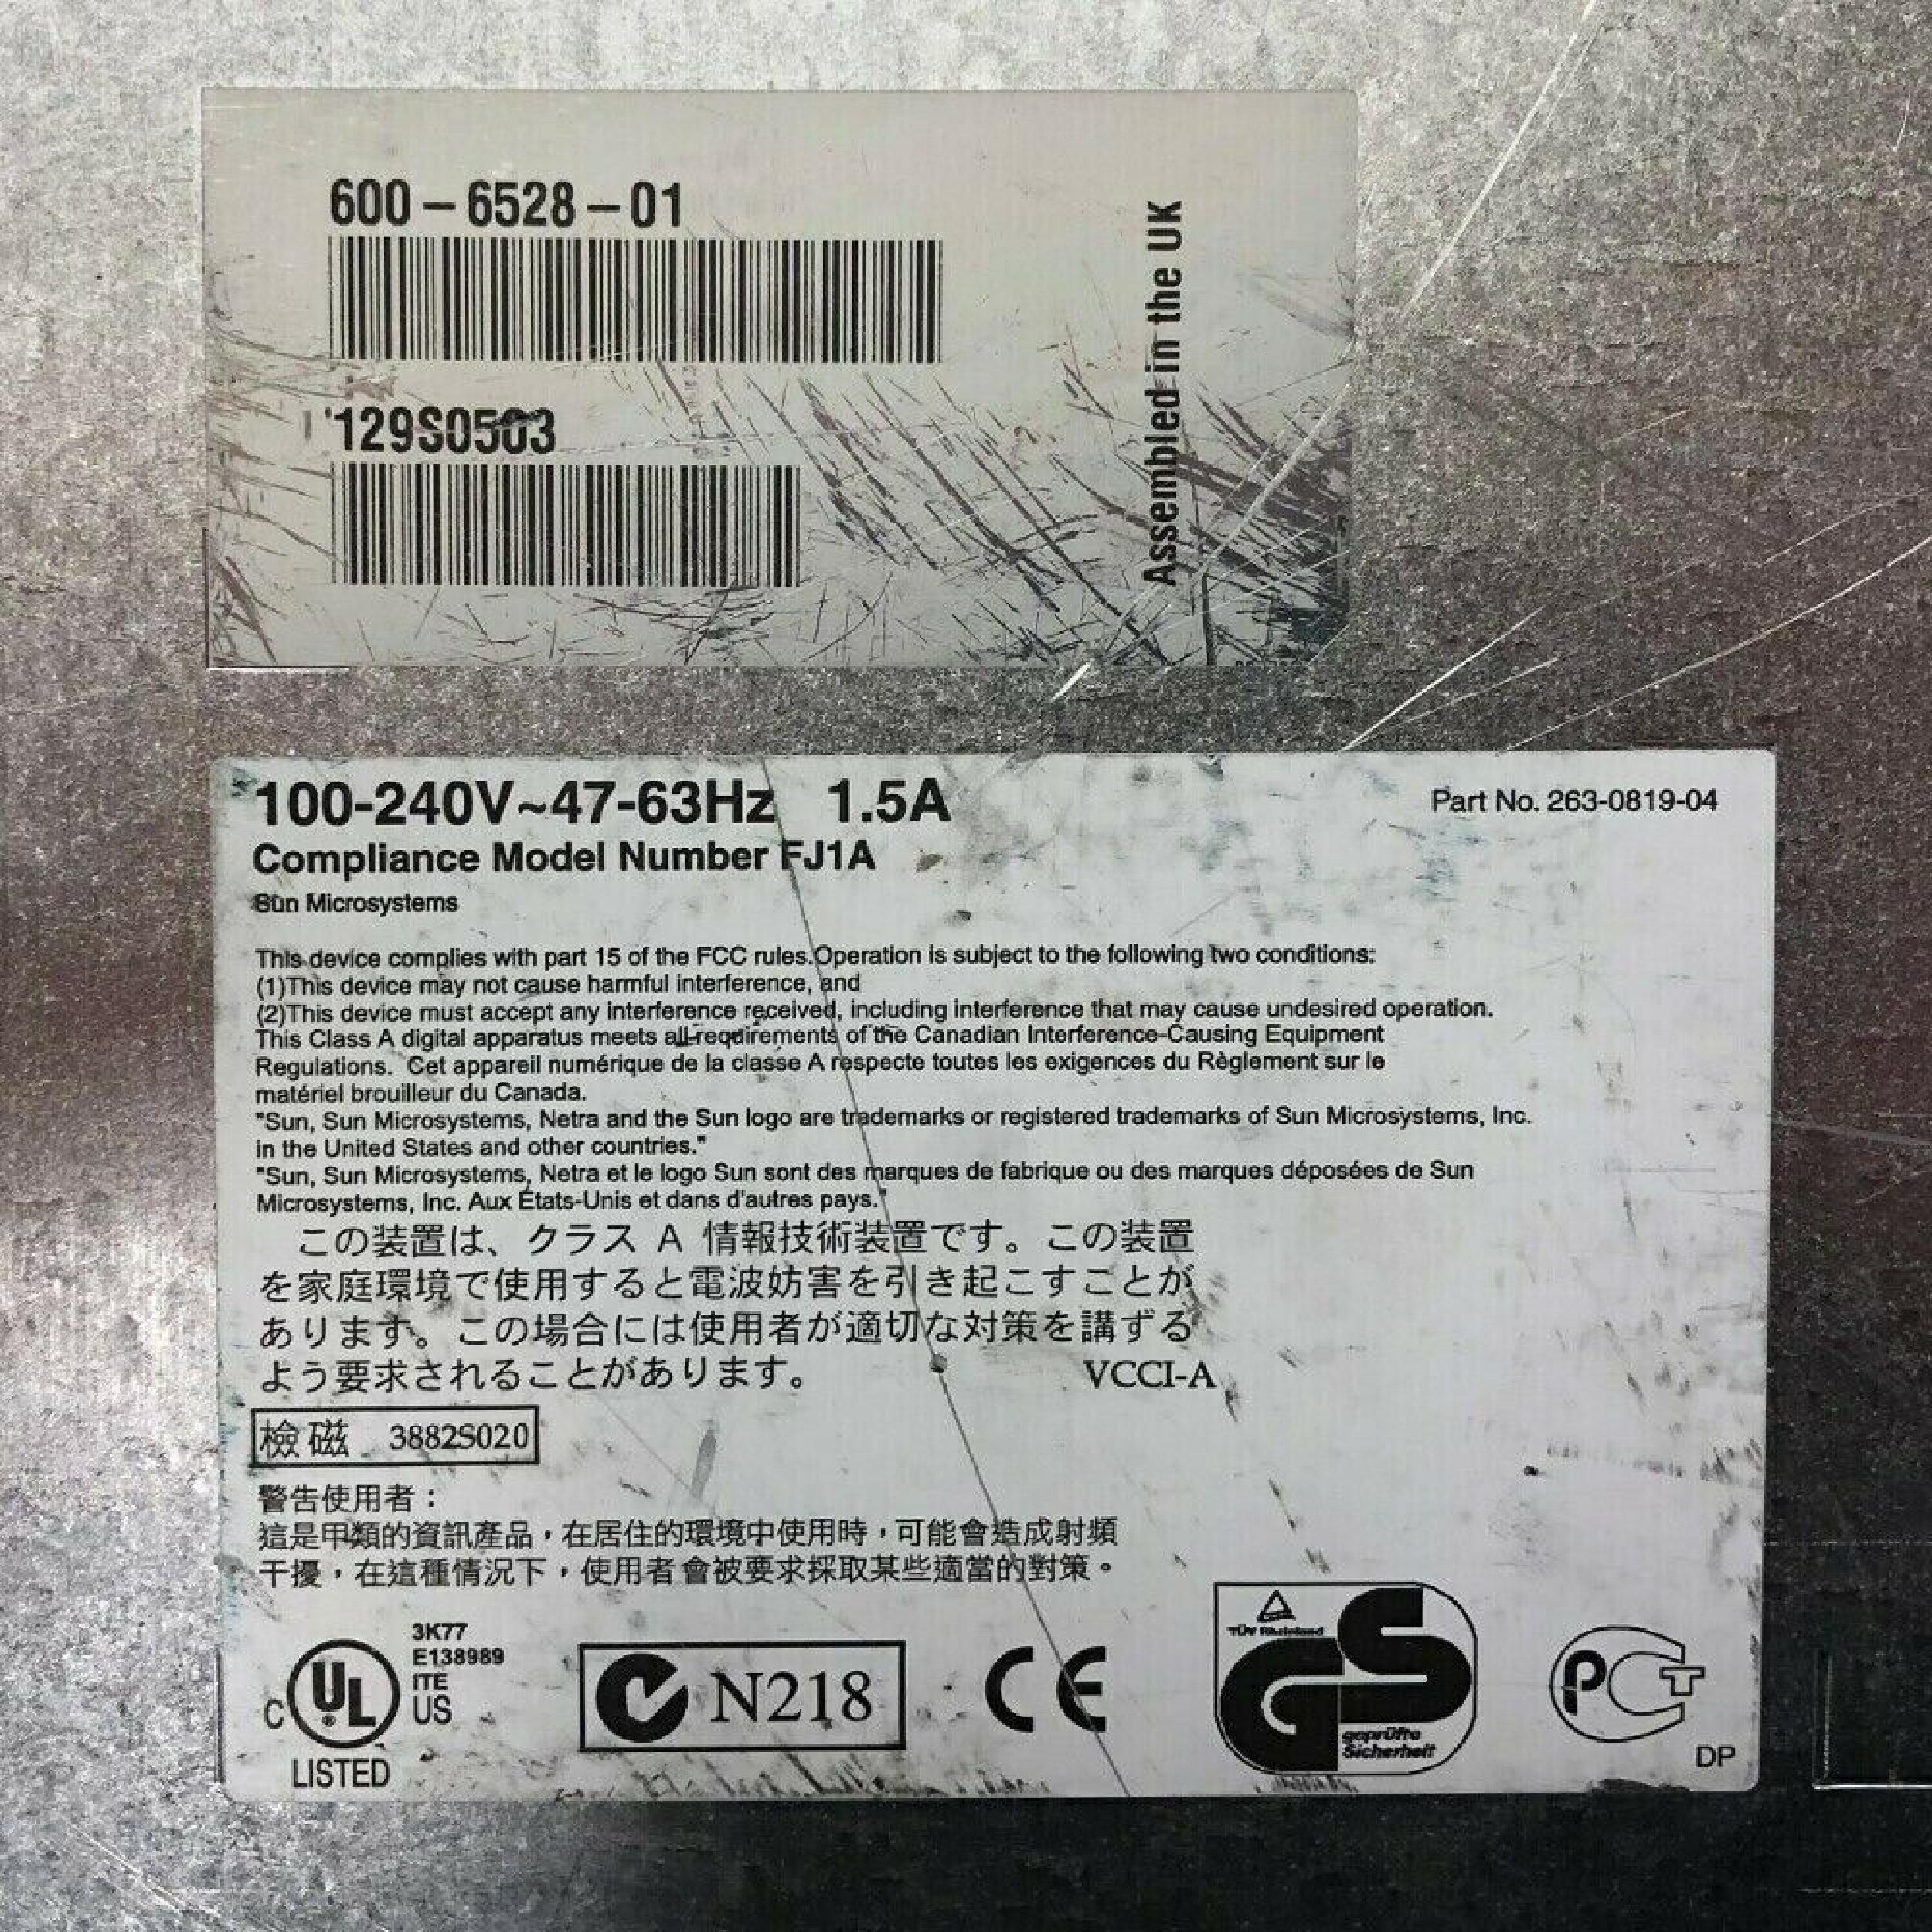 600-6528-01
129S0503
Assembled in the UK
100-240V~47-63Hz 1.5A
Part No. 263-0819-04
Compliance Model Number FJ1A
Sun Microsystems
This device complies with part 15 of the FCC rules.Operation is subject to the following two conditions:
(1)This device may not cause harmful interference, and
(2)This device must accept any interference received, including interference that may cause undesired operation.
This Class A digital apparatus meets all requirements of the Canadian Interference-Causing Equipment
Regulations. Cet appareil numérique de la classe A respecte toutes les exigences du Règlement sur le
matériel brouilleur du Canada.
"Sun, Sun Microsystems, Netra and the Sun logo are trademarks or registered trademarks of Sun Microsystems, Inc.
in the United States and other countries."
"Sun, Sun Microsystems, Netra et le logo Sun sont des marques de fabrique ou des marques déposées de Sun
Microsystems, Inc. Aux États-Unis et dans d'autres pays."
この装置は、クラス A 情報技術装置です。この装置
を家庭環境で使用すると電波妨害を引き起こすことが
あります。この場合には使用者が適切な対策を講ずる
よう要求されることがあります。 VCCI-A
檢磁 3882S020
警告使用者：
這是甲類的資訊產品，在居住的環境中使用時，可能會造成射頻
干擾，在這種情況下，使用者會被要求採取某些適當的對策。
3K77
E138989
ITE
C UL US
LISTED
N218
CE
TÜV Rheinland
GS
geprüfte
Sicherheit
PCT
DP